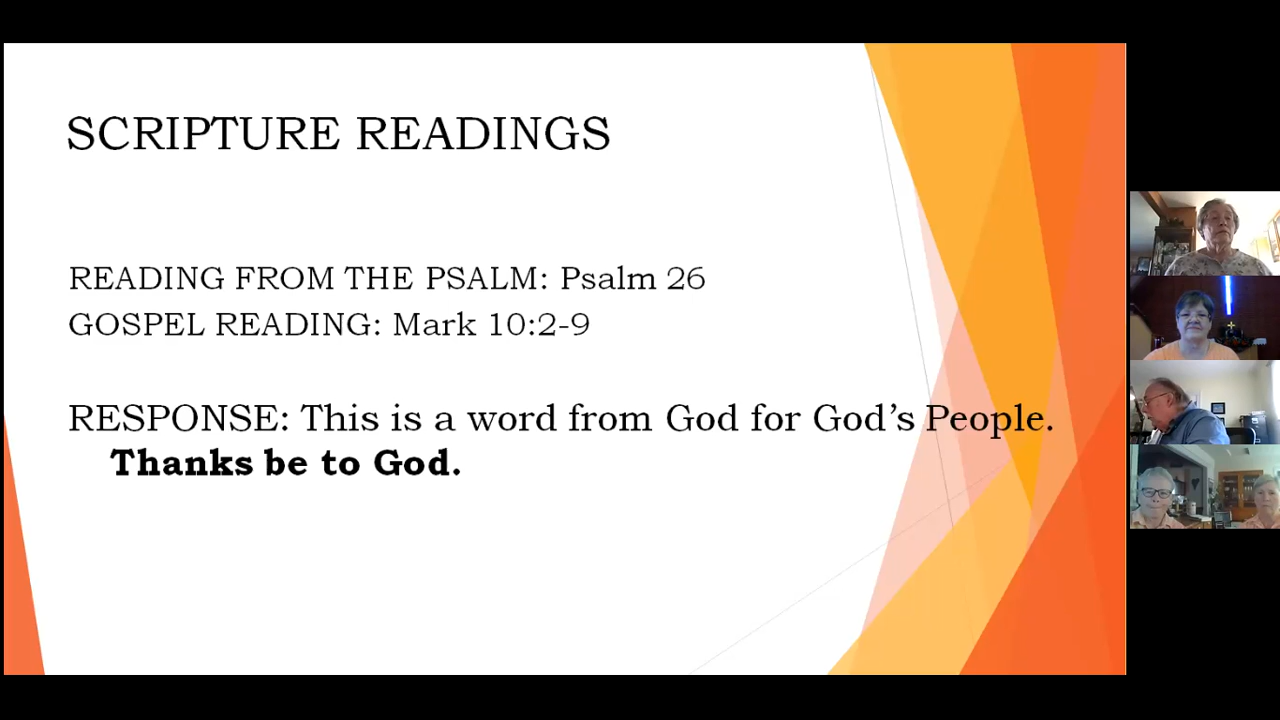 SCRIPTURE READINGS
READING FROM THE PSALM: Psalm 26
GOSPEL READING: Mark 10:2-9
RESPONSE: This is a word from God for God’s People.
Thanks be to God.